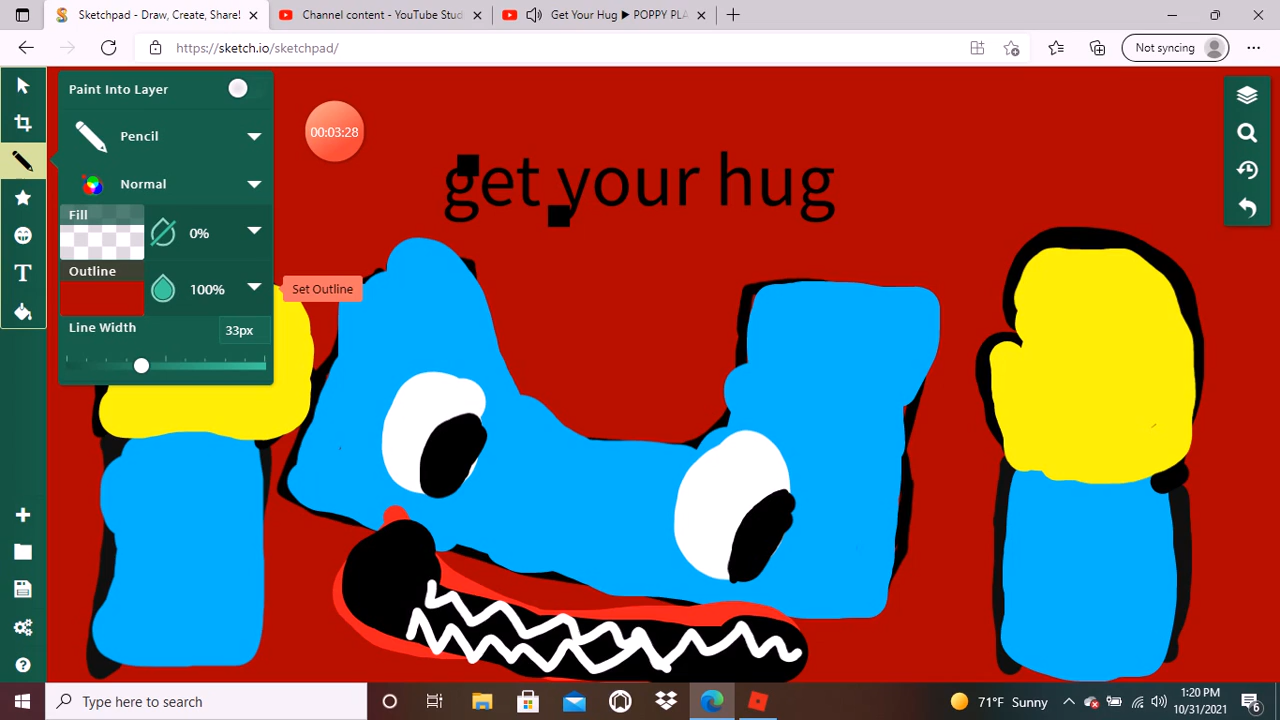 Sketchpad - Draw, Create, Share!
Channel content - YouTube Stud
Get Your Hug ▶ POPPY PLA
https://sketch.io/sketchpad/
Not syncing
Paint Into Layer
Pencil
00:03:28
Normal
get your hug
Fill
0%
Outline
100%
Set Outline
Line Width
33px
T
Type here to search
71°F Sunny
1:20 PM
10/31/2021
6